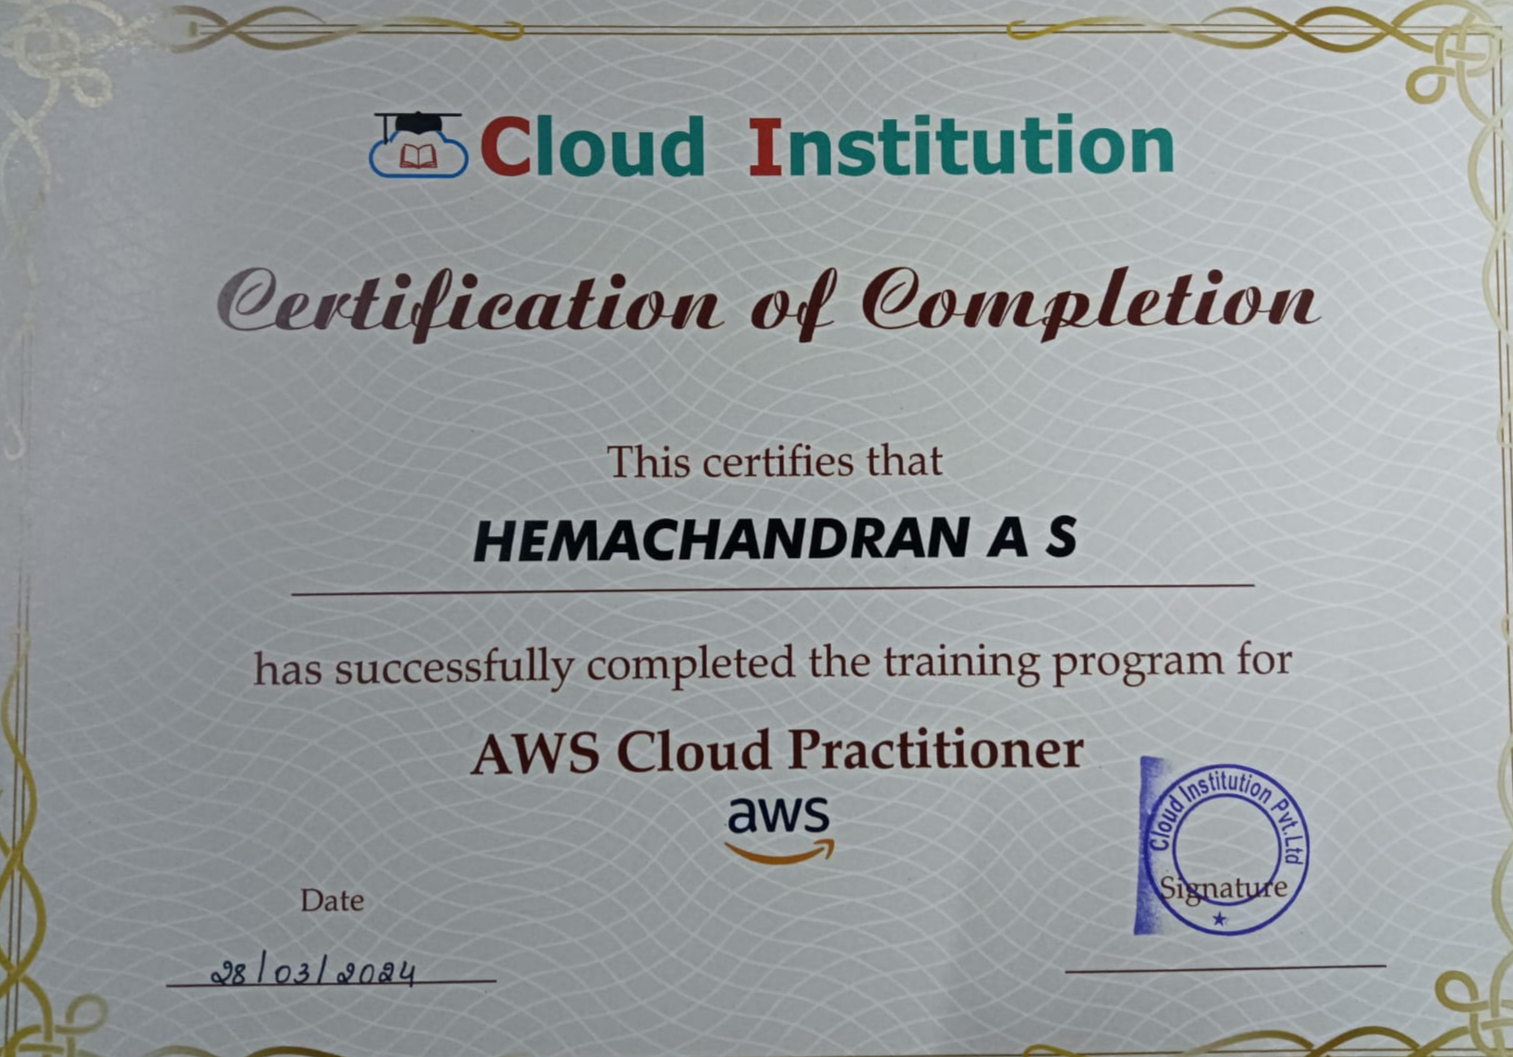 Cloud Institution
Certification of Completion
This certifies that
HEMACHANDRAN A S
has successfully completed the training program for
AWS Cloud Practitioner
aws
Cloud Institution Pvt.Ltd
Date
Signature
28/03/2024